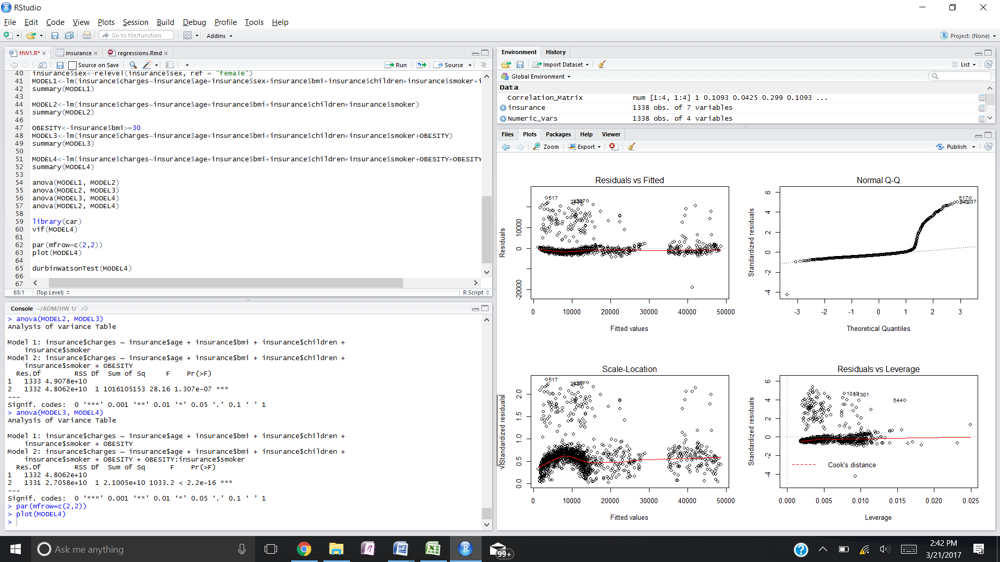 RStudio
File Edit Code View Plots Session Build Debug Profile Tools Help
Go to file/function Addins Project: (None)
HW1.R* insurance regressions.Rmd
Source on Save Run Source
40 insurance$sex<-relevel(insurance$sex, ref = "female")
41 MODEL1<-lm(insurance$charges~insurance$age+insurance$sex+insurance$bmi+insurance$children+insurance$smoker+i
42 summary(MODEL1)
43
44 MODEL2<-lm(insurance$charges~insurance$age+insurance$bmi+insurance$children+insurance$smoker)
45 summary(MODEL2)
46
47 OBESITY<-insurance$bmi>=30
48 MODEL3<-lm(insurance$charges~insurance$age+insurance$bmi+insurance$children+insurance$smoker+OBESITY)
49 summary(MODEL3)
50
51 MODEL4<-lm(insurance$charges~insurance$age+insurance$bmi+insurance$children+insurance$smoker+OBESITY+OBESITY
52 summary(MODEL4)
53
54 anova(MODEL1, MODEL2)
55 anova(MODEL2, MODEL3)
56 anova(MODEL3, MODEL4)
57 anova(MODEL2, MODEL4)
58
59 library(car)
60 vif(MODEL4)
61
62 par(mfrow=c(2,2))
63 plot(MODEL4)
64
65 durbinWatsonTest(MODEL4)
66
67
65:1 (Top Level) R Script
Console ~/ADM/HW 1/
> anova(MODEL2, MODEL3)
Analysis of Variance Table
Model 1: insurance$charges ~ insurance$age + insurance$bmi + insurance$children +
insurance$smoker
Model 2: insurance$charges ~ insurance$age + insurance$bmi + insurance$children +
insurance$smoker + OBESITY
Res.Df RSS Df Sum of Sq F Pr(>F)
1 1333 4.9078e+10
2 1332 4.8062e+10 1 1016105153 28.16 1.307e-07 ***
---
Signif. codes: 0 ‘***’ 0.001 ‘**’ 0.01 ‘*’ 0.05 ‘.’ 0.1 ‘ ’ 1
> anova(MODEL3, MODEL4)
Analysis of Variance Table
Model 1: insurance$charges ~ insurance$age + insurance$bmi + insurance$children +
insurance$smoker + OBESITY
Model 2: insurance$charges ~ insurance$age + insurance$bmi + insurance$children +
insurance$smoker + OBESITY + OBESITY:insurance$smoker
Res.Df RSS Df Sum of Sq F Pr(>F)
1 1332 4.8062e+10
2 1331 2.7058e+10 1 2.1005e+10 1033.2 < 2.2e-16 ***
---
Signif. codes: 0 ‘***’ 0.001 ‘**’ 0.01 ‘*’ 0.05 ‘.’ 0.1 ‘ ’ 1
> par(mfrow=c(2,2))
> plot(MODEL4)
>
Environment History
Import Dataset List
Global Environment
Data
Correlation_Matrix num [1:4, 1:4] 1 0.1093 0.0425 0.299 0.1093 ...
insurance 1338 obs. of 7 variables
Numeric_Vars 1338 obs. of 4 variables
Files Plots Packages Help Viewer
Zoom Export Publish
Residuals vs Fitted
Residuals
10000
0
-20000
517
0 10000 20000 30000 40000 50000
Fitted values
Normal Q-Q
Standardized residuals
6
4
2
0
-2
-4
517
-3 -2 -1 0 1 2 3
Theoretical Quantiles
Scale-Location
√|Standardized residuals|
2.0
1.5
1.0
0.5
0.0
517
0 10000 20000 30000 40000 50000
Fitted values
Residuals vs Leverage
Standardized residuals
6
4
2
0
-2
-4
1301
544
Cook's distance
0.000 0.005 0.010 0.015 0.020 0.025
Leverage
Ask me anything
99+
2:42 PM
3/21/2017